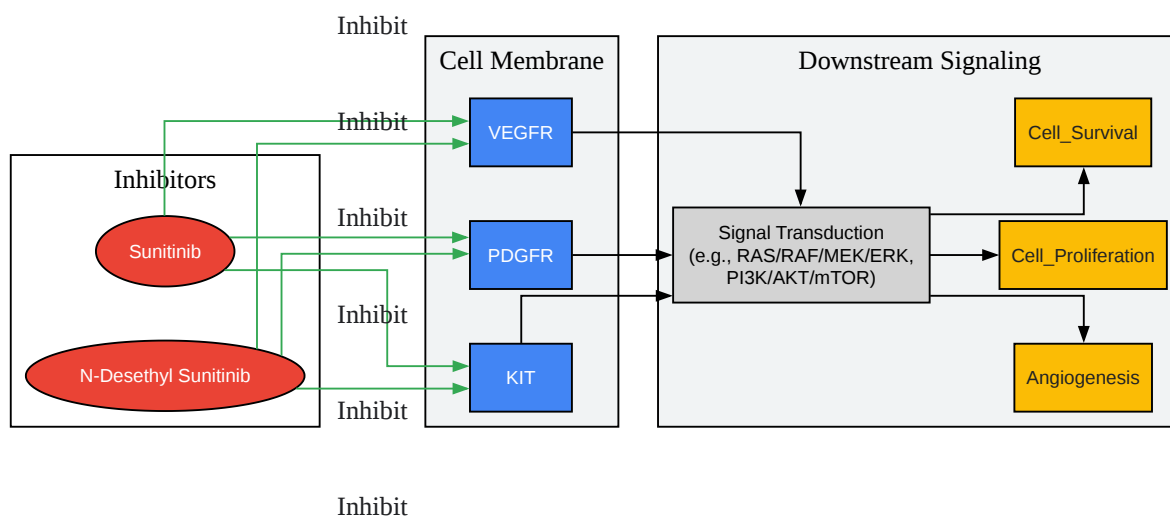 Inhibit
Cell Membrane
Downstream Signaling
Inhibit
VEGFR
Cell_Survival
Inhibitors
Inhibit
Sunitinib
PDGFR
Signal Transduction
(e.g., RAS/RAF/MEK/ERK,
PI3K/AKT/mTOR)
Cell_Proliferation
Inhibit
N-Desethyl Sunitinib
KIT
Angiogenesis
Inhibit
Inhibit